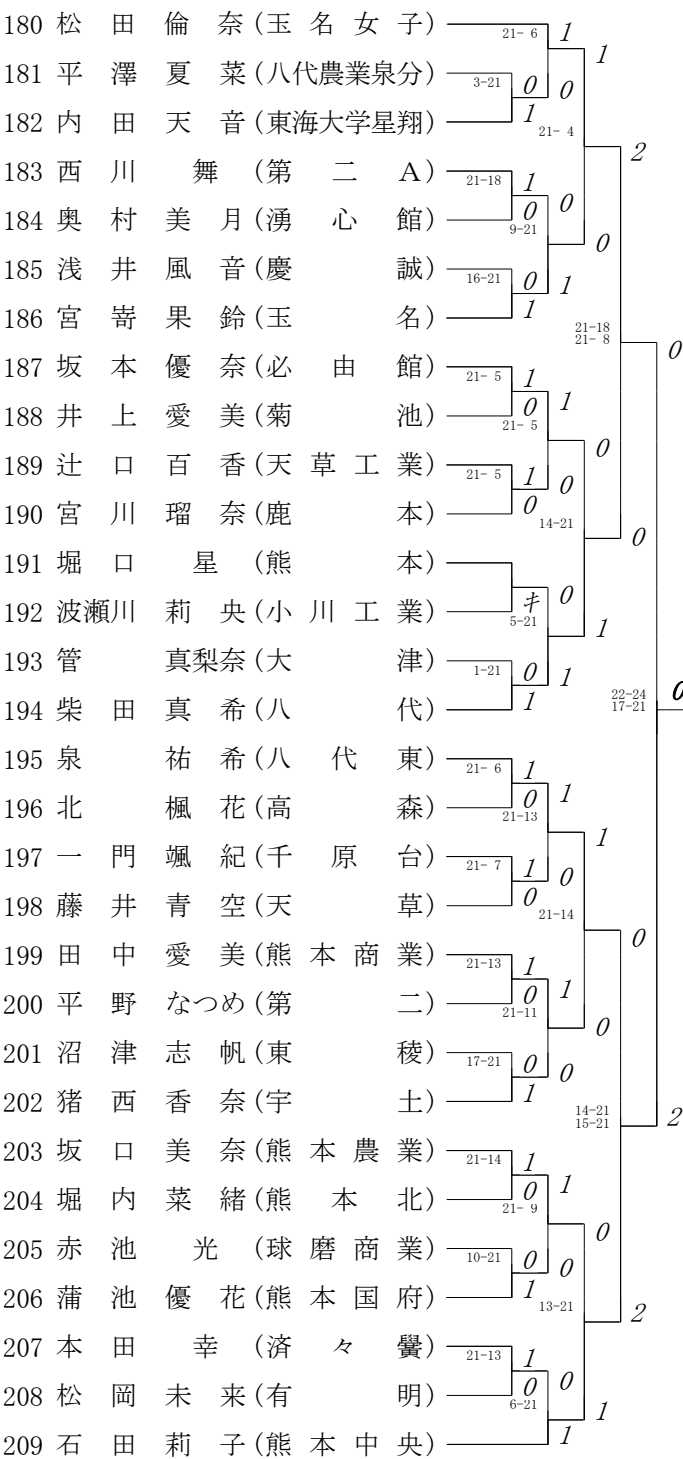 180 松田倫奈(玉名女子)
21- 6 1
1
181 平澤夏菜(八代農業泉分)
3-21 0 0
182 内田天音(東海大学星翔)
1 21- 4
2
183 西川舞(第二A)
21-18 1
0
184 奥村美月(湧心館)
0 9-21
0
185 浅井風音(慶誠)
16-21 0 1
186 宮嵜果鈴(玉名)
1
21-18
21- 8
0
187 坂本優奈(必由館)
21- 5 1
1
188 井上愛美(菊池)
0 21- 5
0
189 辻口百香(天草工業)
21- 5 1 0
190 宮川瑠奈(鹿本)
0 14-21
0
191 堀口星(熊本)
0
192 波瀬川莉央(小川工業)
キ 5-21
1
193 管真梨奈(大津)
1-21 0 1
194 柴田真希(八代)
1
22-24
17-21
0
195 泉祐希(八代東)
21- 6 1
1
196 北楓花(高森)
0 21-13
1
197 一門颯紀(千原台)
21- 7 1 0
198 藤井青空(天草)
0 21-14
0
199 田中愛美(熊本商業)
21-13 1
1
200 平野なつめ(第二)
0 21-11
0
201 沼津志帆(東稜)
17-21 0 0
202 猪西香奈(宇土)
1
14-21
15-21
2
203 坂口美奈(熊本農業)
21-14 1
1
204 堀内菜緒(熊本北)
0 21- 9
0
205 赤池光(球磨商業)
10-21 0 0
206 蒲池優花(熊本国府)
1 13-21
2
207 本田幸(済々黌)
21-13 1
0
208 松岡未来(有明)
0 6-21
1
209 石田莉子(熊本中央)
1